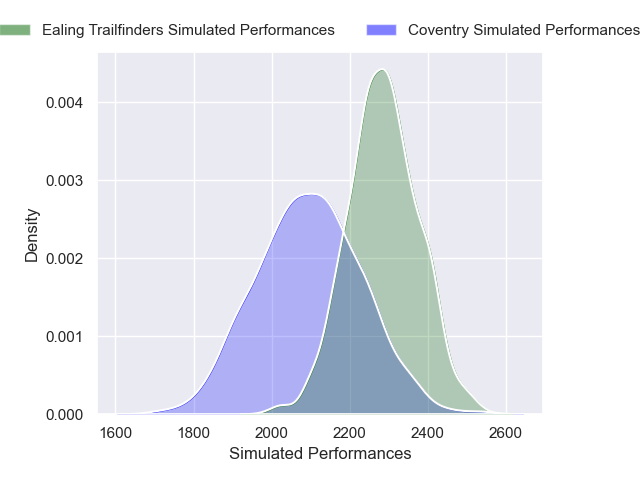 Ealing Trailfinders Simulated Performances
Coventry Simulated Performances
0.004
0.003
0.002
0.001
0.000
Density
1600 1800 2000 2200 2400 2600
Simulated Performances